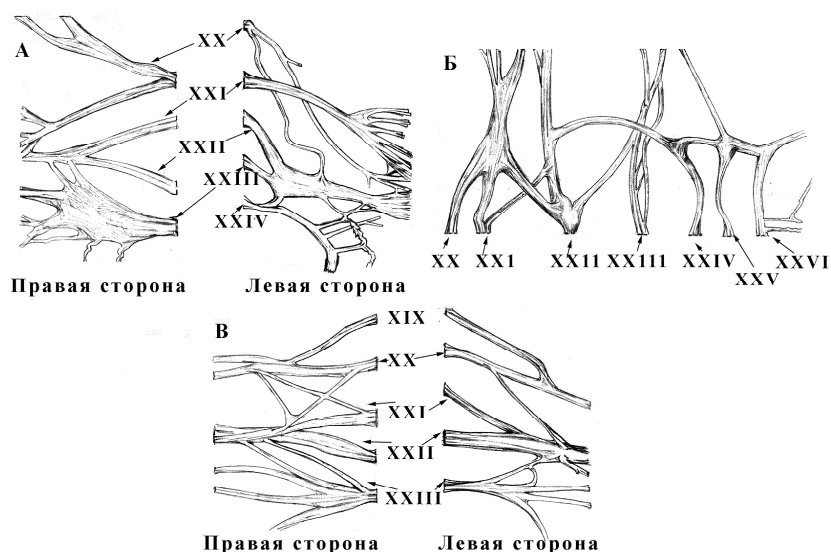 А
XX
XXI
XXII
XXIII
XXIV
Правая сторона
Левая сторона
Б
XX
XX1
XX11
XX111
XXIV
XXV
XXVI
В
XIX
XX
XXI
XXII
XXIII
Правая сторона
Левая сторона